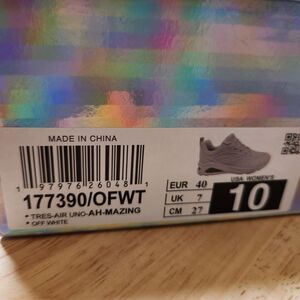 MADE IN CHINA
1 97976 26048 1
177390/OFWT
* TRES-AIR UNO-AH-MAZING
* OFF WHITE
EUR 40
UK 7
CM 27
USA WOMEN'S
10